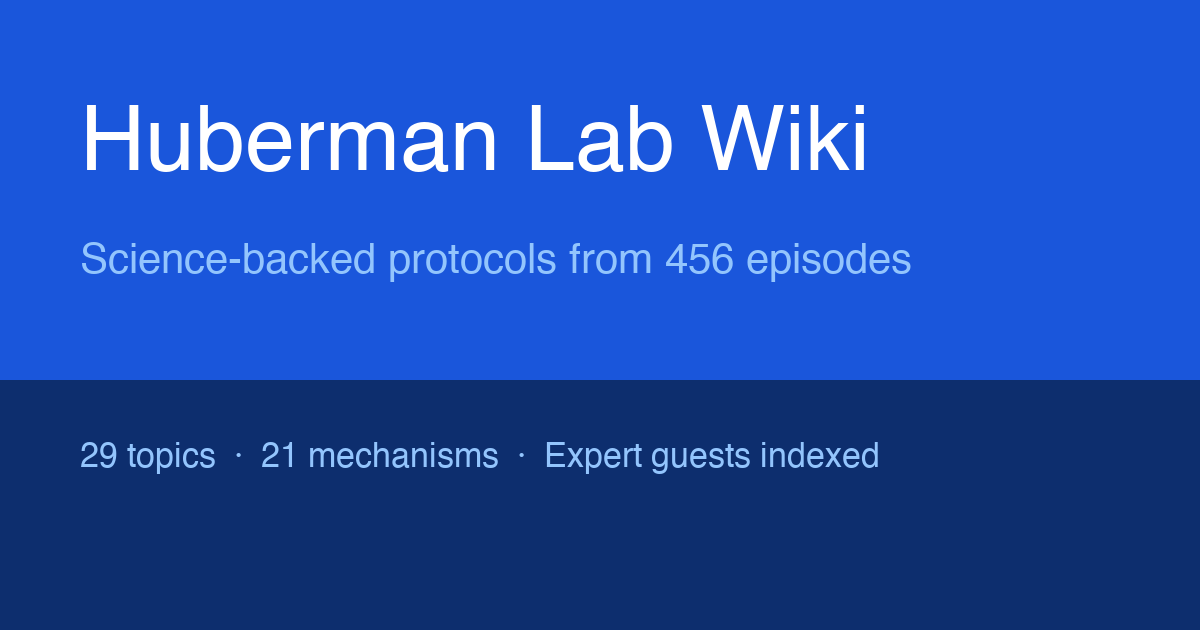 Huberman Lab Wiki
Science-backed protocols from 456 episodes
29 topics · 21 mechanisms · Expert guests indexed